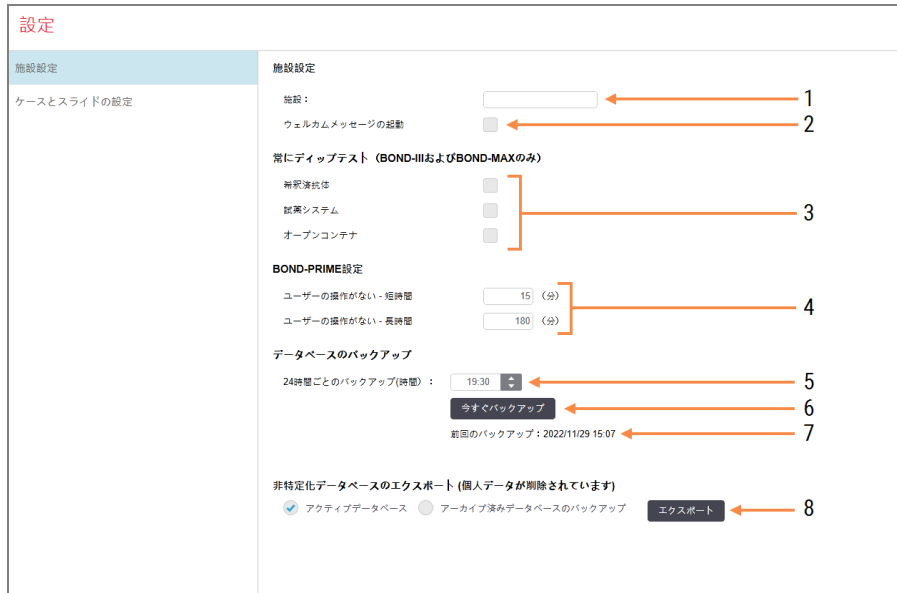 設定
施設設定
ケースとスライドの設定
施設設定
施設：
1
ウェルカムメッセージの起動
2
常にディップテスト（BOND-IIIおよびBOND-MAXのみ）
希釈済抗体
試薬システム
3
オープンコンテナ
BOND-PRIME設定
ユーザーの操作がない - 短時間 15 （分）
4
ユーザーの操作がない - 長時間 180 （分）
データベースのバックアップ
24時間ごとのバックアップ(時間）： 19:30
5
今すぐバックアップ
6
前回のバックアップ：2022/11/29 15:07
7
非特定化データベースのエクスポート (個人データが削除されています)
アクティブデータベース アーカイブ済みデータベースのバックアップ エクスポート
8